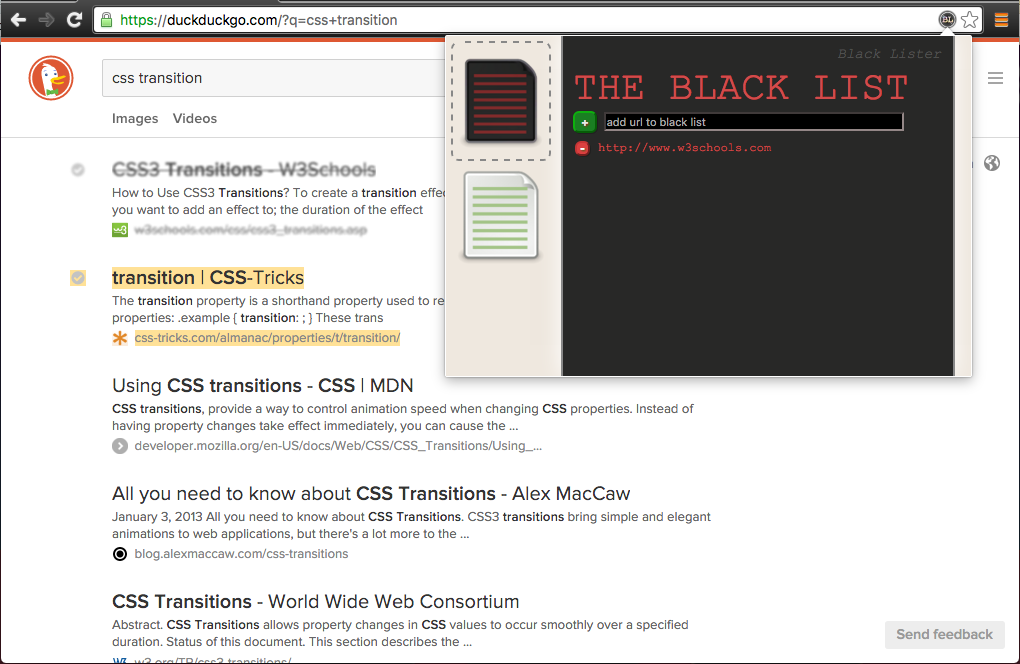 https://duckduckgo.com/?q=css+transition
BL
css transition
Images Videos
Black Lister
THE BLACK LIST
+ add url to black list
- http://www.w3schools.com
CSS3 Transitions - W3Schools
How to Use CSS3 Transitions? To create a transition effe
you want to add an effect to; the duration of the effect
w3 w3schools.com/css/css3_transitions.asp
transition | CSS-Tricks
The transition property is a shorthand property used to re
properties: .example { transition: ; } These trans
css-tricks.com/almanac/properties/t/transition/
Using CSS transitions - CSS | MDN
CSS transitions, provide a way to control animation speed when changing CSS properties. Instead of
having property changes take effect immediately, you can cause the ...
developer.mozilla.org/en-US/docs/Web/CSS/CSS_Transitions/Using_...
All you need to know about CSS Transitions - Alex MacCaw
January 3, 2013 All you need to know about CSS Transitions. CSS3 transitions bring simple and elegant
animations to web applications, but there's a lot more to the ...
blog.alexmaccaw.com/css-transitions
CSS Transitions - World Wide Web Consortium
Abstract. CSS Transitions allows property changes in CSS values to occur smoothly over a specified
duration. Status of this document. This section describes the ...
w3.org/TR/css3-transitions/
Send feedback